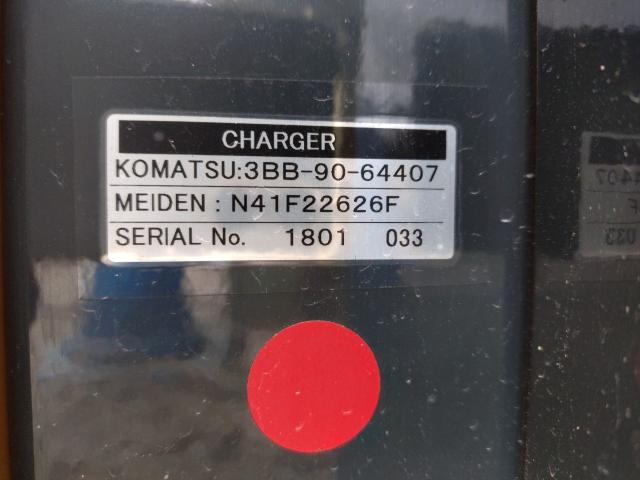 CHARGER
KOMATSU:3BB-90-64407
MEIDEN : N41F22626F
SERIAL No. 1801 033